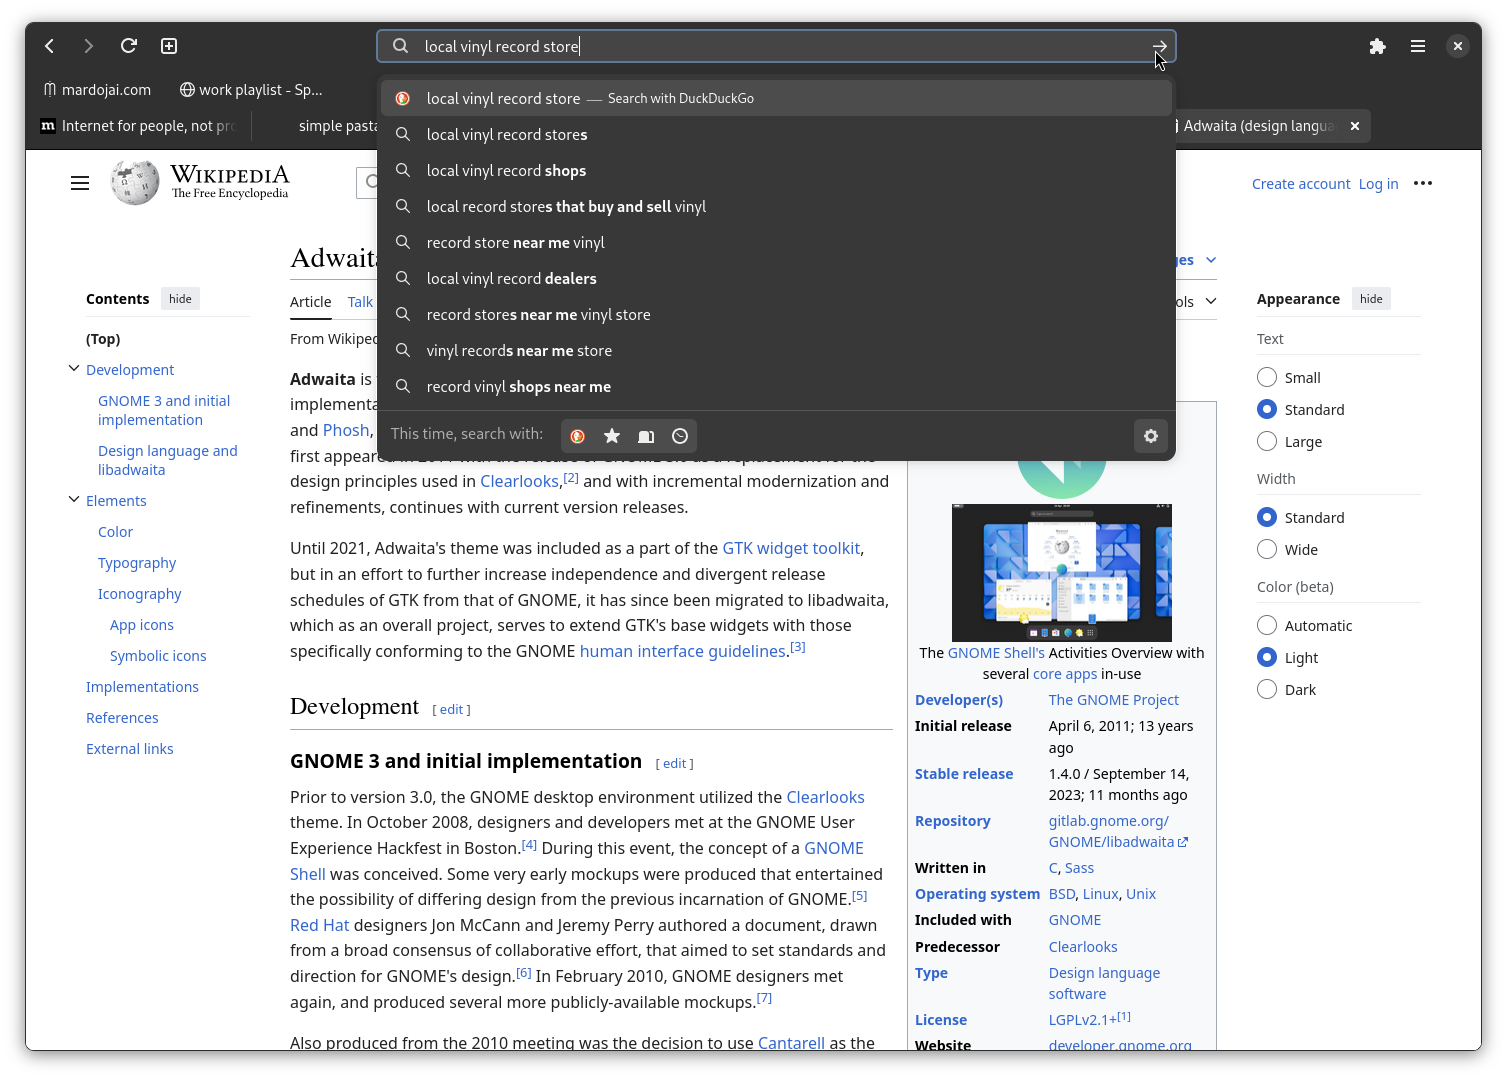 local vinyl record store
mardojai.com
work playlist - Sp...
local vinyl record store — Search with DuckDuckGo
local vinyl record stores
local vinyl record shops
local record stores that buy and sell vinyl
record store near me vinyl
local vinyl record dealers
record stores near me vinyl store
vinyl records near me store
record vinyl shops near me
This time, search with:
Internet for people, not pro
simple pasta
Adwaita (design langua
WIKIPEDIA
The Free Encyclopedia
Create account Log in
Contents hide
(Top)
Development
GNOME 3 and initial
implementation
Design language and
libadwaita
Elements
Color
Typography
Iconography
App icons
Symbolic icons
Implementations
References
External links
Adwaita
Article Talk
From Wikiped
Adwaita is
implementa
and Phosh,
first appeared in 2011 with the release of GNOME 3.0 as a replacement for the
design principles used in Clearlooks,[2] and with incremental modernization and
refinements, continues with current version releases.
Until 2021, Adwaita's theme was included as a part of the GTK widget toolkit,
but in an effort to further increase independence and divergent release
schedules of GTK from that of GNOME, it has since been migrated to libadwaita,
which as an overall project, serves to extend GTK's base widgets with those
specifically conforming to the GNOME human interface guidelines.[3]
Development [ edit ]
GNOME 3 and initial implementation [ edit ]
Prior to version 3.0, the GNOME desktop environment utilized the Clearlooks
theme. In October 2008, designers and developers met at the GNOME User
Experience Hackfest in Boston.[4] During this event, the concept of a GNOME
Shell was conceived. Some very early mockups were produced that entertained
the possibility of differing design from the previous incarnation of GNOME.[5]
Red Hat designers Jon McCann and Jeremy Perry authored a document, drawn
from a broad consensus of collaborative effort, that aimed to set standards and
direction for GNOME's design.[6] In February 2010, GNOME designers met
again, and produced several more publicly-available mockups.[7]
Also produced from the 2010 meeting was the decision to use Cantarell as the
ges
ols
The GNOME Shell's Activities Overview with
several core apps in-use
Developer(s) The GNOME Project
Initial release April 6, 2011; 13 years
ago
Stable release 1.4.0 / September 14,
2023; 11 months ago
Repository gitlab.gnome.org/
GNOME/libadwaita
Written in C, Sass
Operating system BSD, Linux, Unix
Included with GNOME
Predecessor Clearlooks
Type Design language
software
License LGPLv2.1+[1]
Website developer.gnome.org
Appearance hide
Text
Small
Standard
Large
Width
Standard
Wide
Color (beta)
Automatic
Light
Dark